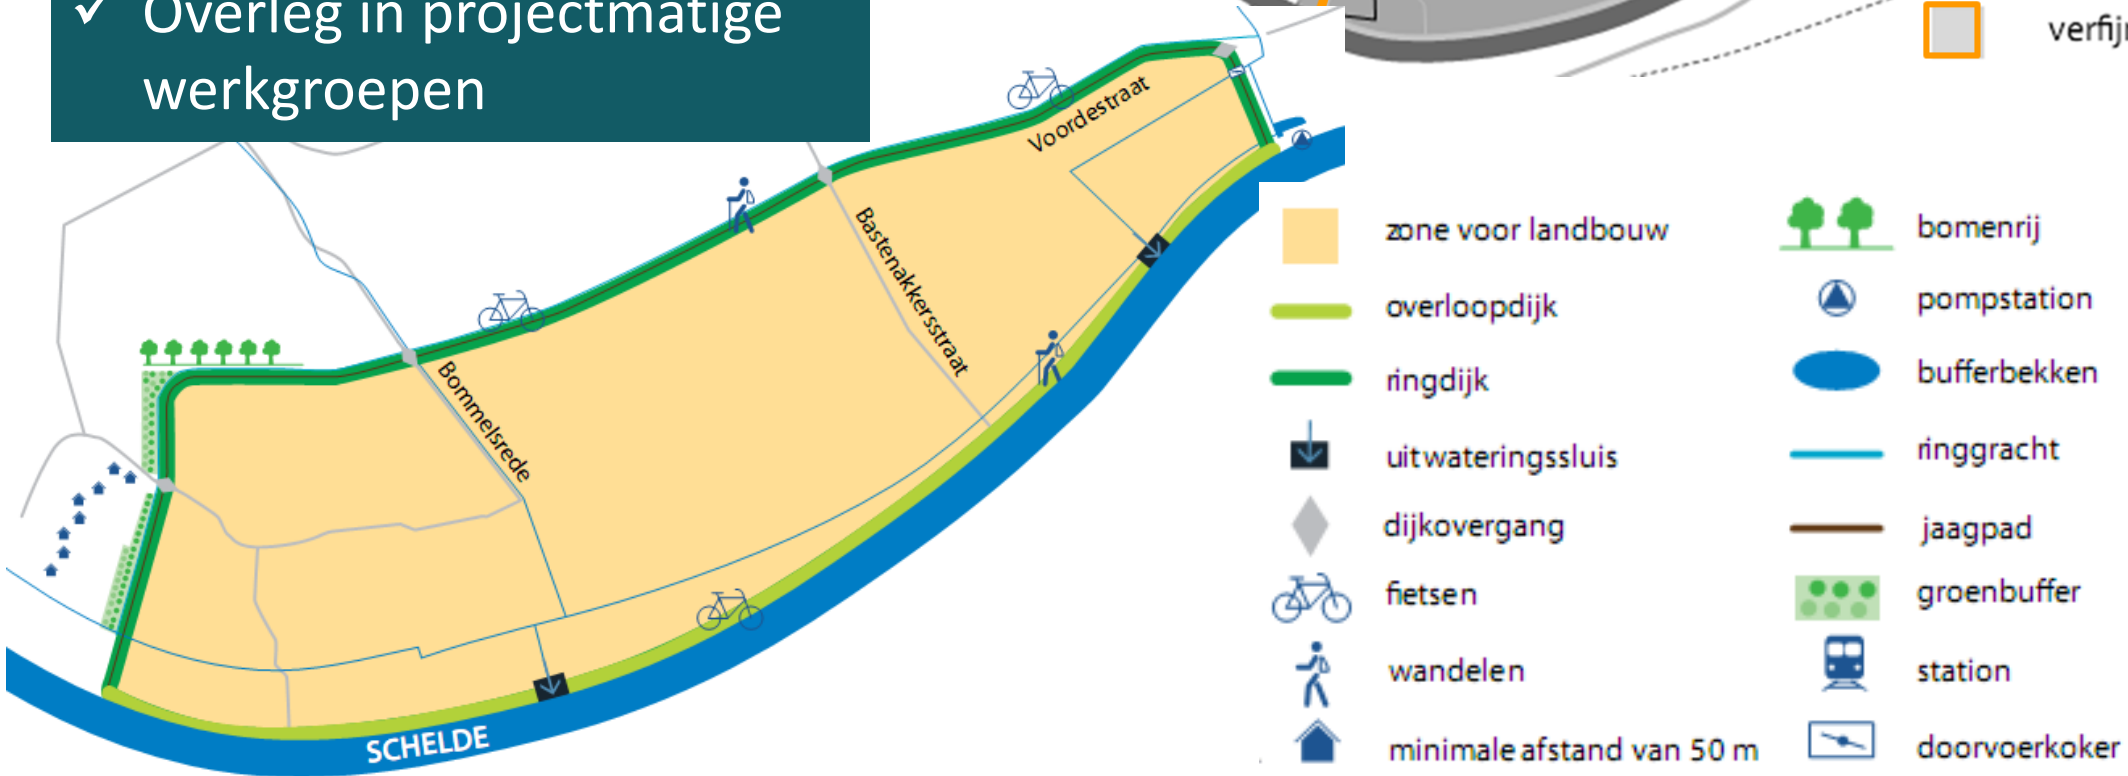 ✓ Overleg in projectmatige
werkgroepen
Voordestraat
Bastenakkersstraat
Bommelsrede
SCHELDE
zone voor landbouw
overloopdijk
ringdijk
uitwateringssluis
dijkovergang
fietsen
wandelen
minimale afstand van 50 m
bomenrij
pompstation
bufferbekken
ringgracht
jaagpad
groenbuffer
station
doorvoerkoker